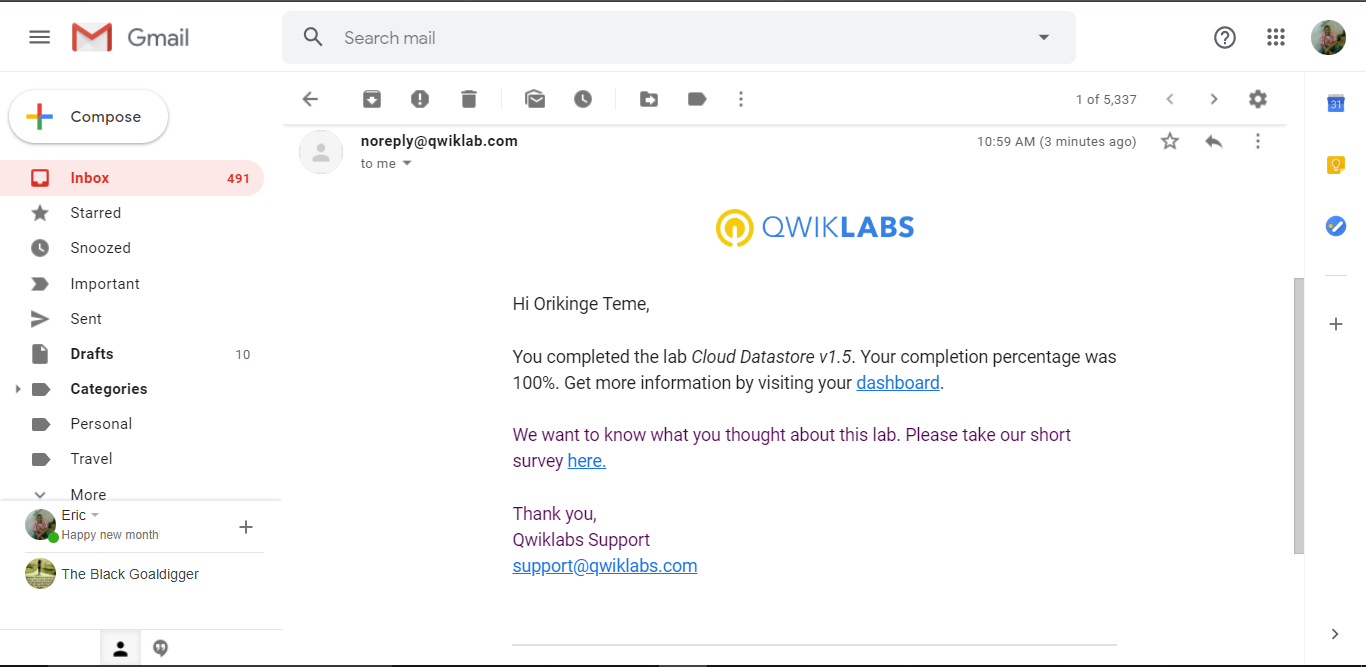 Gmail
Search mail
Compose
1 of 5,337
31
Inbox 491
Starred
Snoozed
Important
Sent
Drafts 10
Categories
Personal
Travel
More
Eric
Happy new month
The Black Goaldigger
noreply@qwiklab.com
10:59 AM (3 minutes ago)
to me
QWIKLABS
Hi Orikinge Teme,
You completed the lab Cloud Datastore v1.5. Your completion percentage was
100%. Get more information by visiting your dashboard.
We want to know what you thought about this lab. Please take our short
survey here.
Thank you,
Qwiklabs Support
support@qwiklabs.com